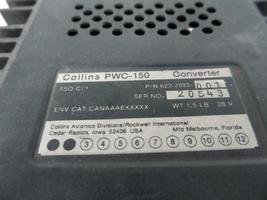 Collins PWC-150 Converter
TSO C/1 P/N 622-2093-001
SER NO. 20543
ENV CAT. CANAAAEXXXXX WT 1.5 LB 28 V
Collins Avionics Divisions/Rockwell International
Cedar Rapids, Iowa 52406 USA Mfd Melbourne, Florida
3 4 5 6 7 8 9 10 11 12